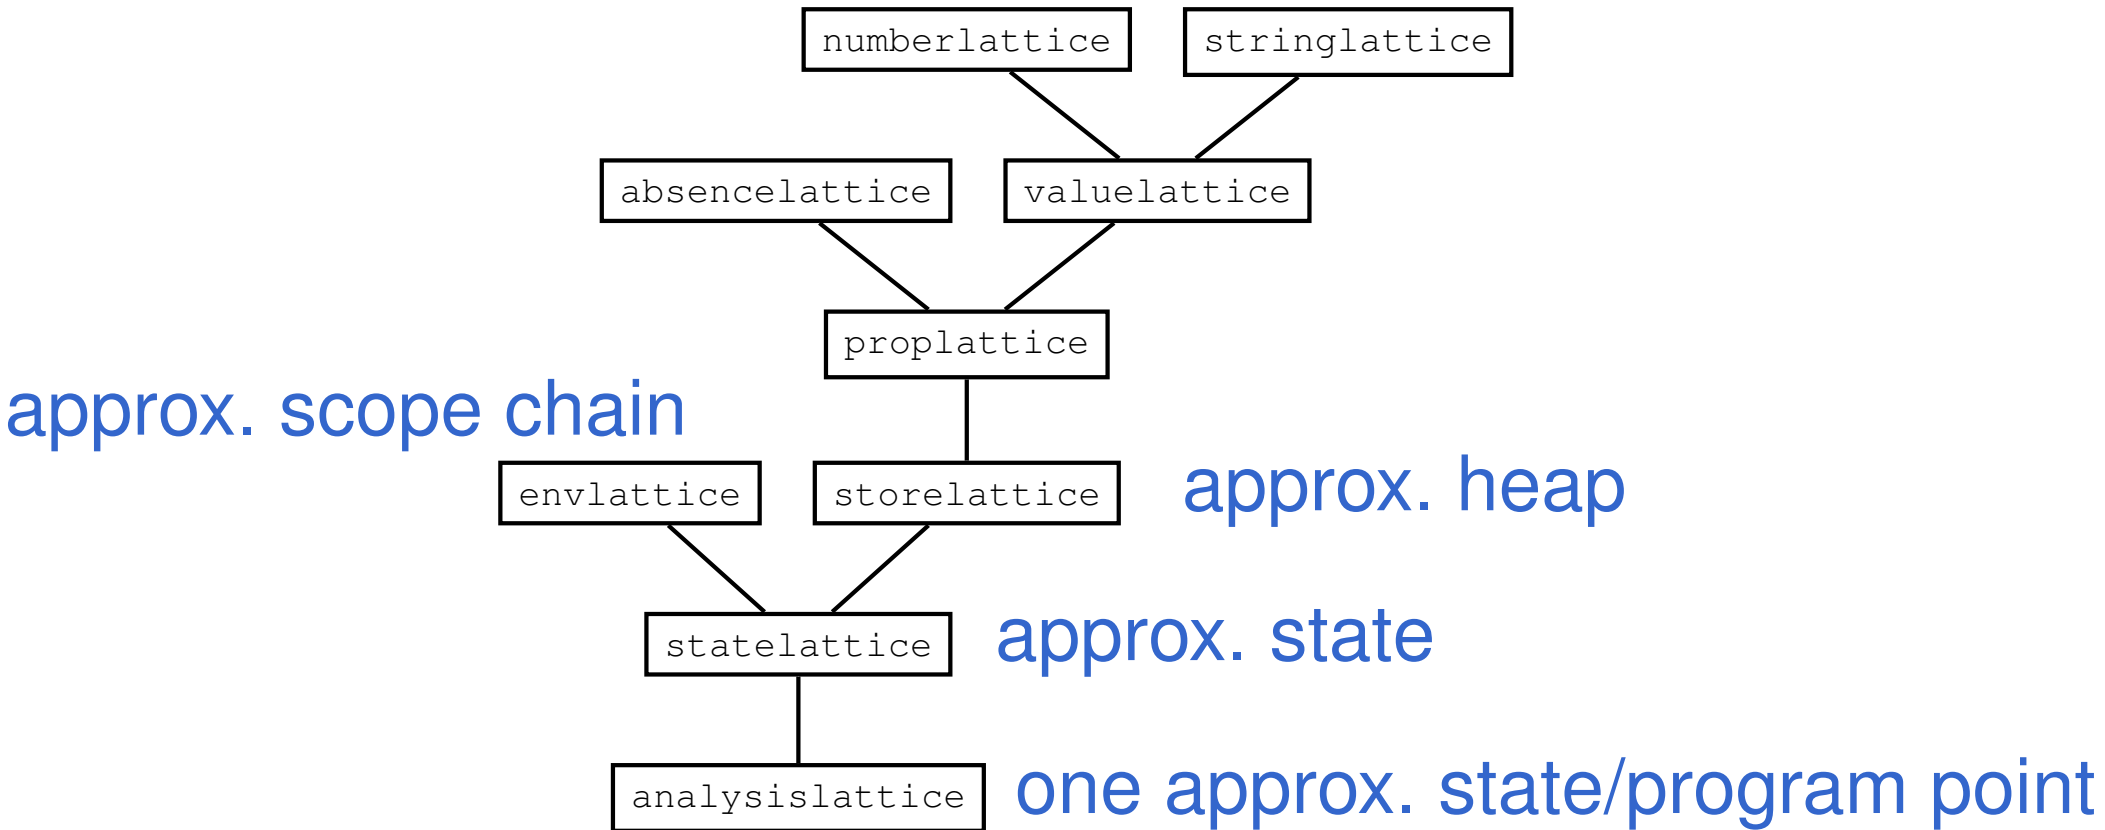 numberlattice stringlattice
absencelattice valuelattice
proplattice
approx. scope chain
envlattice storelattice approx. heap
statelattice approx. state
analysislattice one approx. state/program point